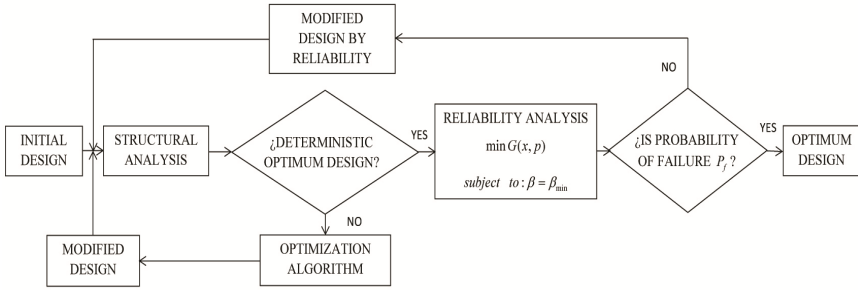 MODIFIED
DESIGN BY
RELIABILITY
NO
INITIAL
DESIGN
STRUCTURAL
ANALYSIS
¿DETERMINISTIC
OPTIMUM DESIGN?
YES
RELIABILITY ANALYSIS
min G(x, p)
subject to: β = β_min
¿IS PROBABILITY
OF FAILURE P_f ?
YES
OPTIMUM
DESIGN
NO
MODIFIED
DESIGN
OPTIMIZATION
ALGORITHM